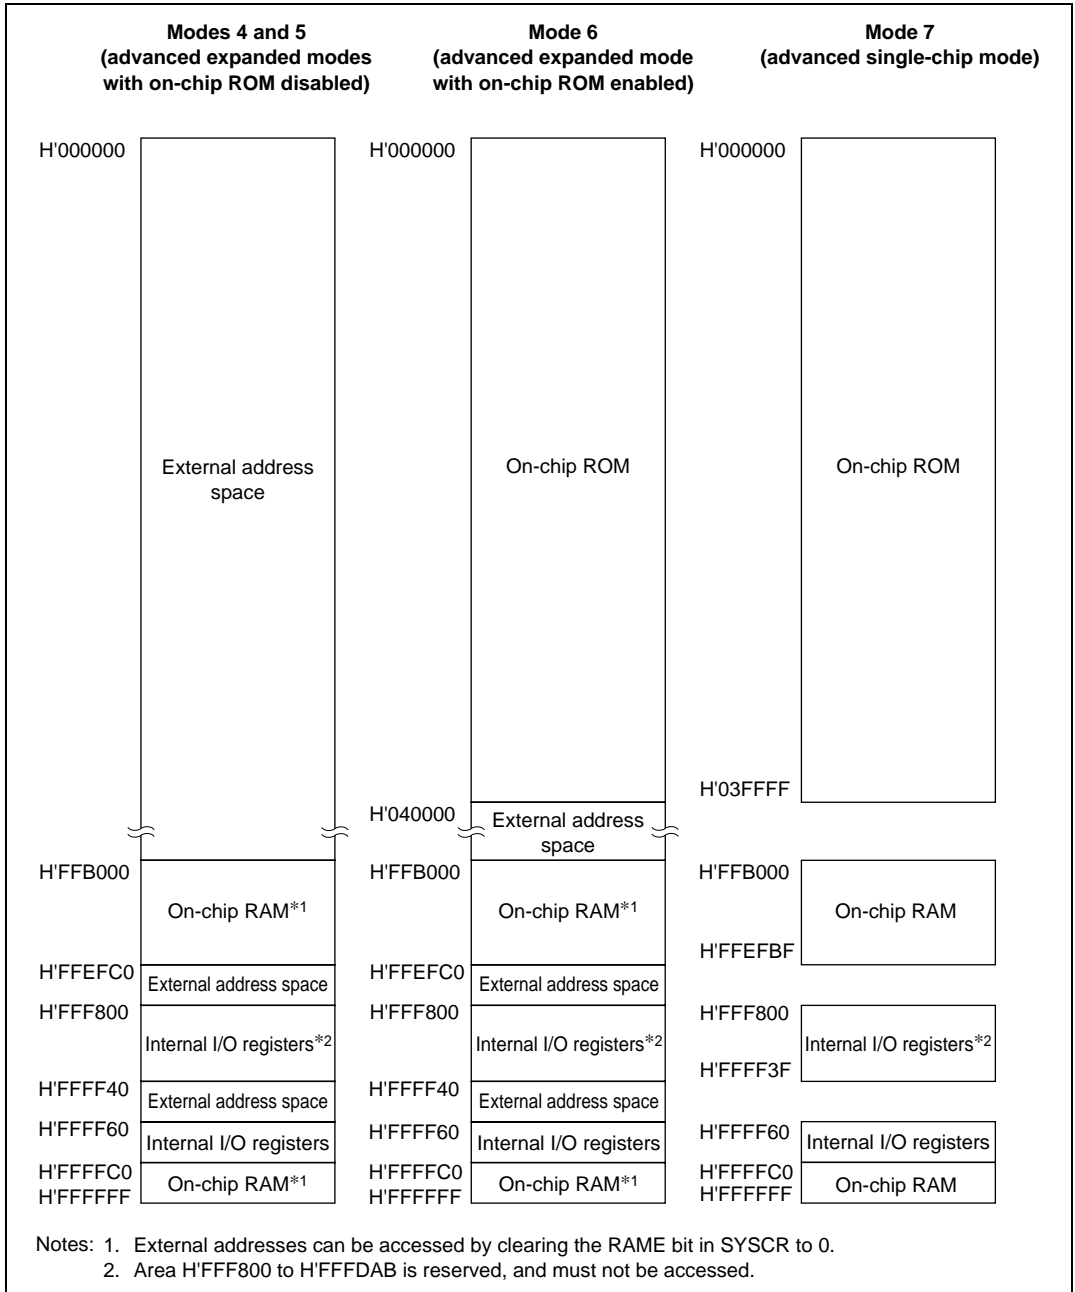 Modes 4 and 5
(advanced expanded modes
with on-chip ROM disabled)
H'000000
External address
space
H'FFB000
On-chip RAM*1
H'FFEFC0
External address space
H'FFF800
Internal I/O registers*2
H'FFFF40
External address space
H'FFFF60
Internal I/O registers
H'FFFFC0
On-chip RAM*1
H'FFFFFF
Mode 6
(advanced expanded mode
with on-chip ROM enabled)
H'000000
On-chip ROM
H'040000
External address
space
H'FFB000
On-chip RAM*1
H'FFEFC0
External address space
H'FFF800
Internal I/O registers*2
H'FFFF40
External address space
H'FFFF60
Internal I/O registers
H'FFFFC0
On-chip RAM*1
H'FFFFFF
Mode 7
(advanced single-chip mode)
H'000000
On-chip ROM
H'03FFFF
H'FFB000
On-chip RAM
H'FFEFBF
H'FFF800
Internal I/O registers*2
H'FFFF3F
H'FFFF60
Internal I/O registers
H'FFFFC0
On-chip RAM
H'FFFFFF
Notes: 1. External addresses can be accessed by clearing the RAME bit in SYSCR to 0.
2. Area H'FFF800 to H'FFFDAB is reserved, and must not be accessed.